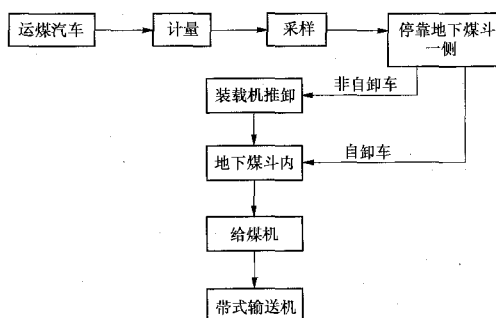 运煤汽车
计量
采样
停靠地下煤斗
一侧
非自卸车
装载机推卸
自卸车
地下煤斗内
给煤机
带式输送机